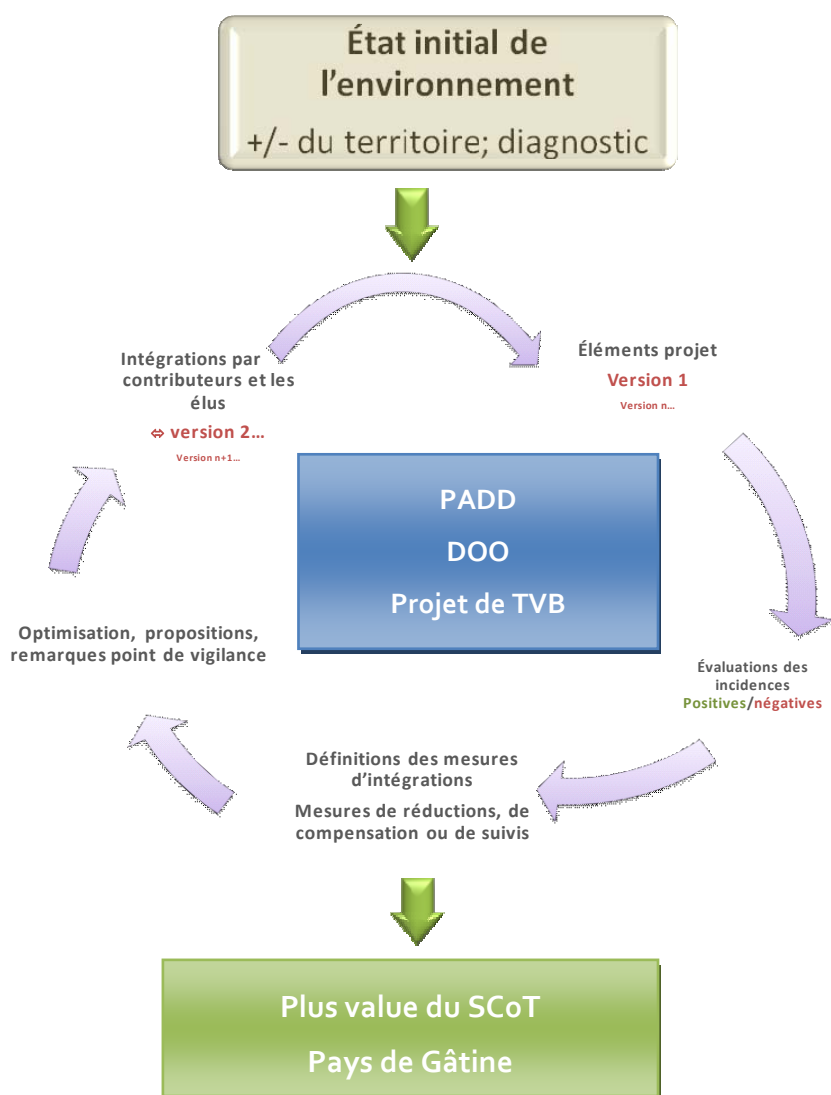 État initial de
l’environnement
+/- du territoire; diagnostic
Éléments projet
Version 1
Version n...
Évaluations des
incidences
Positives/négatives
Définitions des mesures
d’intégrations
Mesures de réductions, de
compensation ou de suivis
Optimisation, propositions,
remarques point de vigilance
Intégrations par
contributeurs et les
élus
⇔ version 2...
Version n+1...
PADD
DOO
Projet de TVB
Plus value du SCoT
Pays de Gâtine